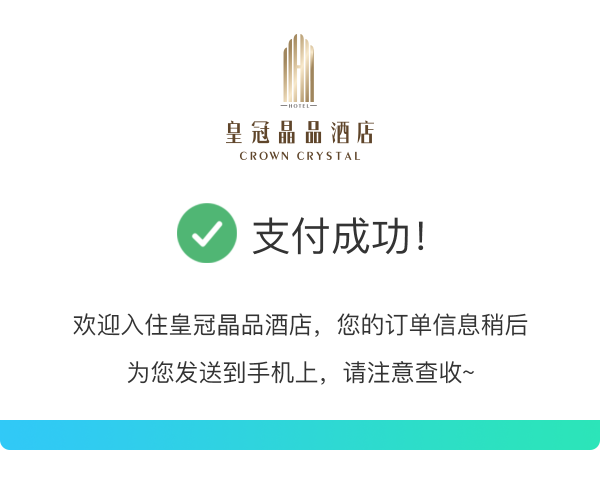 HOTEL
皇冠晶品酒店
CROWN CRYSTAL
支付成功！
欢迎入住皇冠晶品酒店，您的订单信息稍后
为您发送到手机上，请注意查收~